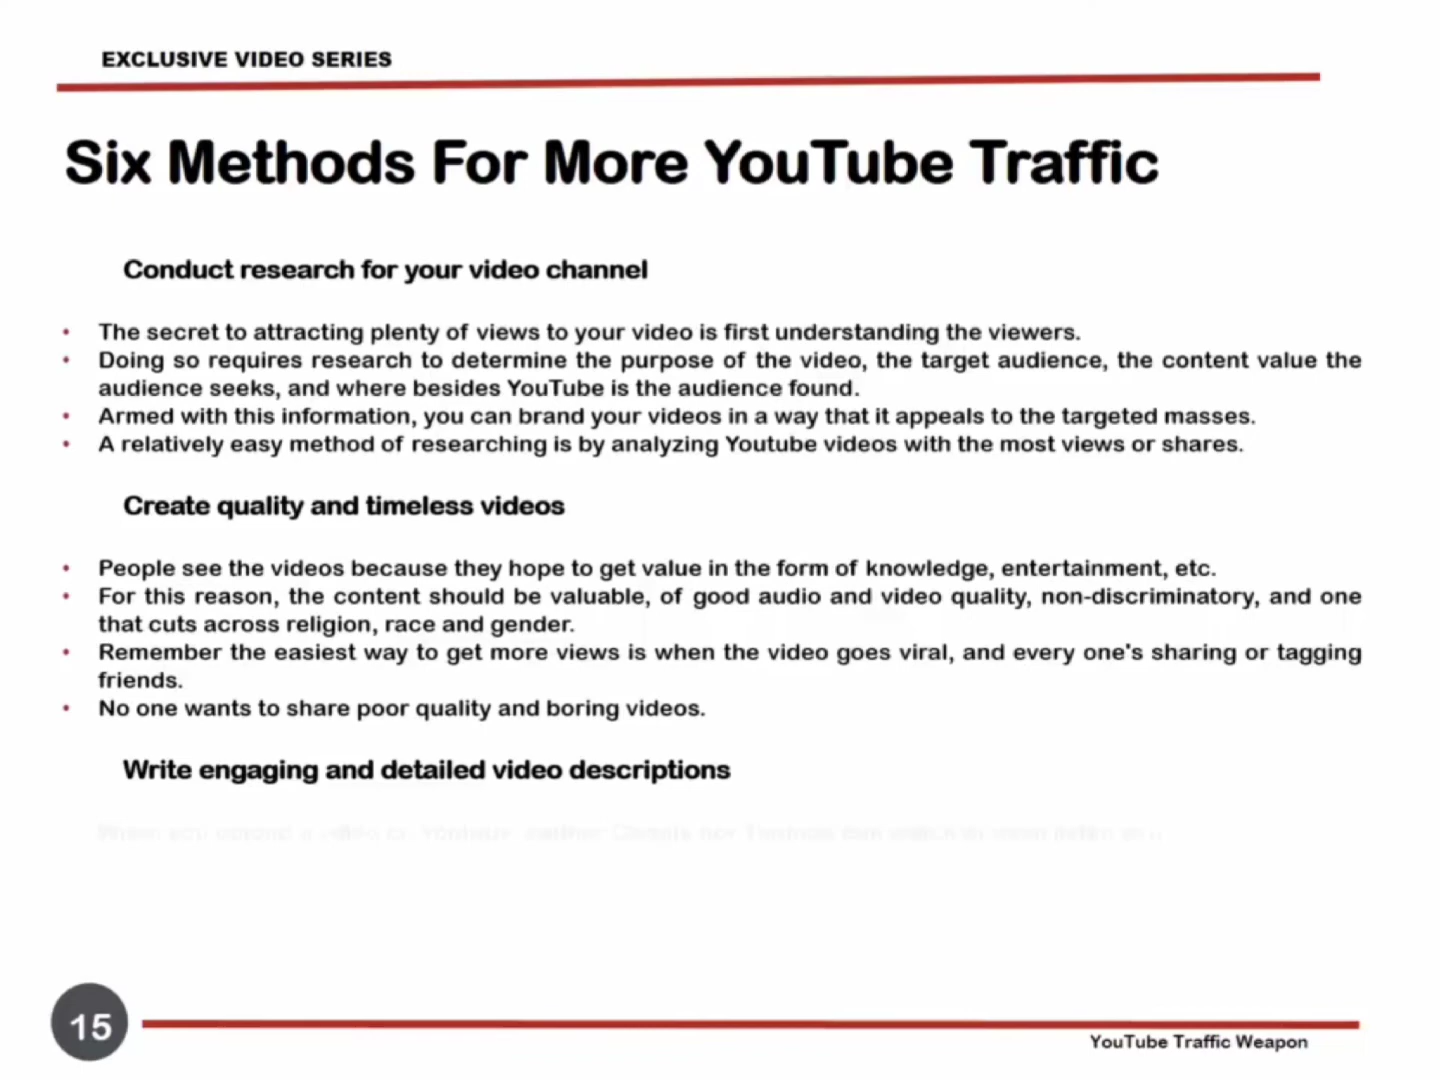 EXCLUSIVE VIDEO SERIES
Six Methods For More YouTube Traffic
Conduct research for your video channel
• The secret to attracting plenty of views to your video is first understanding the viewers.
• Doing so requires research to determine the purpose of the video, the target audience, the content value the
audience seeks, and where besides YouTube is the audience found.
• Armed with this information, you can brand your videos in a way that it appeals to the targeted masses.
• A relatively easy method of researching is by analyzing Youtube videos with the most views or shares.
Create quality and timeless videos
• People see the videos because they hope to get value in the form of knowledge, entertainment, etc.
• For this reason, the content should be valuable, of good audio and video quality, non-discriminatory, and one
that cuts across religion, race and gender.
• Remember the easiest way to get more views is when the video goes viral, and every one's sharing or tagging
friends.
• No one wants to share poor quality and boring videos.
Write engaging and detailed video descriptions
15
YouTube Traffic Weapon